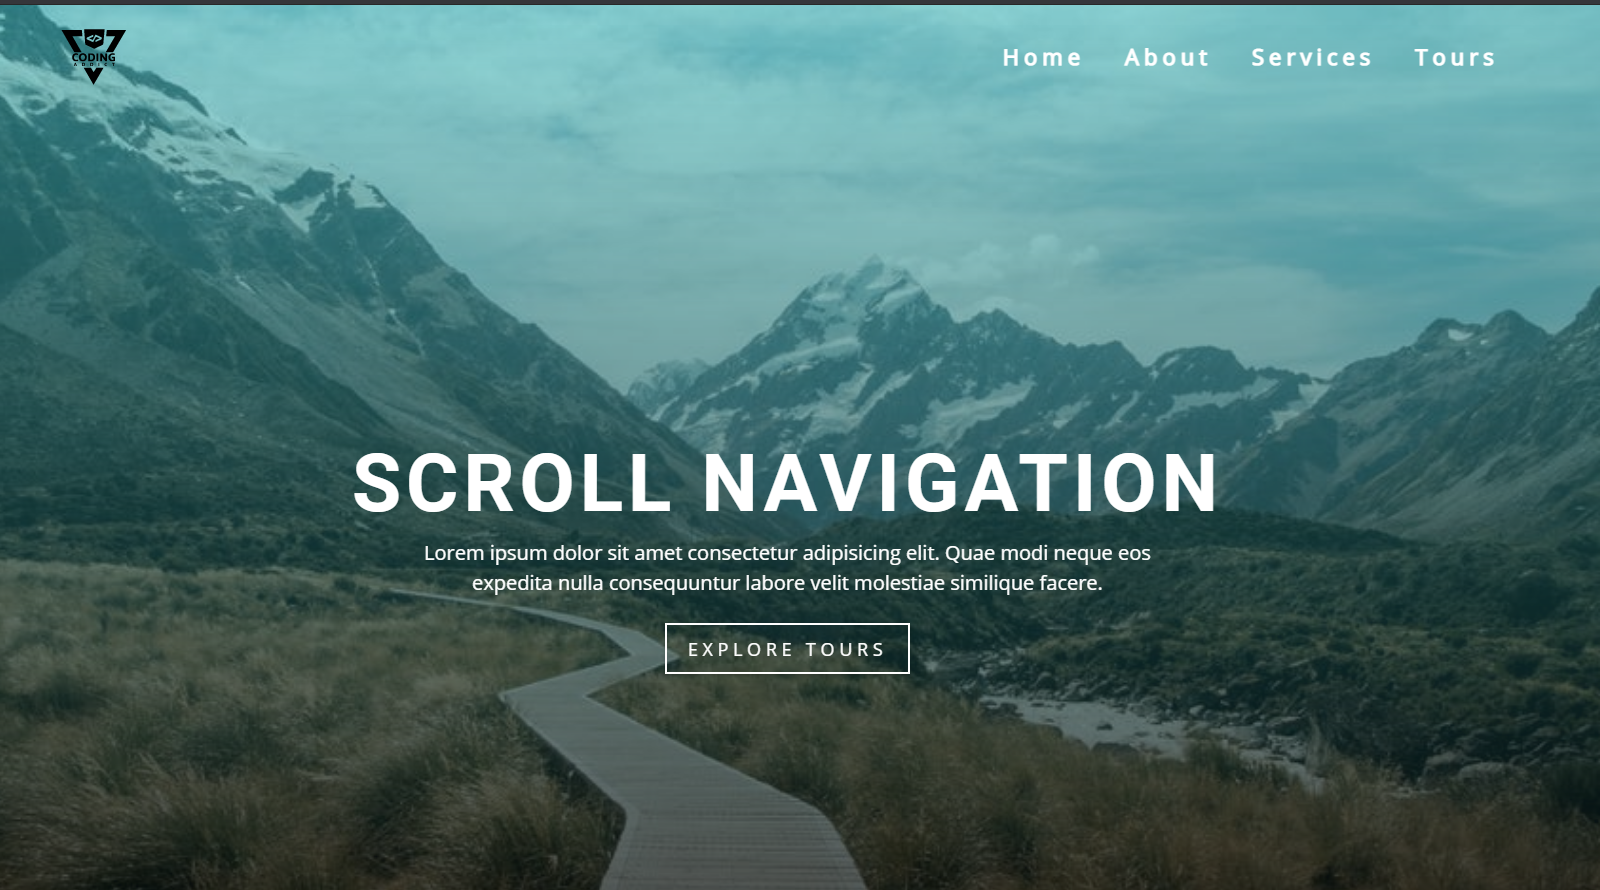 </>
CODING
ADDICT
Home About Services Tours
SCROLL NAVIGATION
Lorem ipsum dolor sit amet consectetur adipisicing elit. Quae modi neque eos
expedita nulla consequuntur labore velit molestiae similique facere.
EXPLORE TOURS